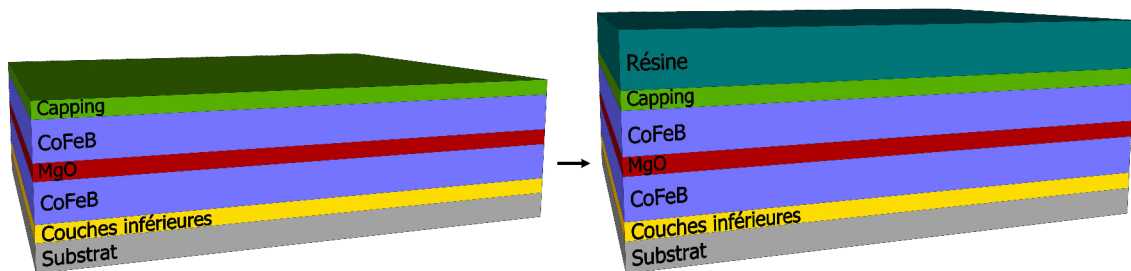 Capping
CoFeB
MgO
CoFeB
Couches inférieures
Substrat
Résine
Capping
CoFeB
MgO
CoFeB
Couches inférieures
Substrat